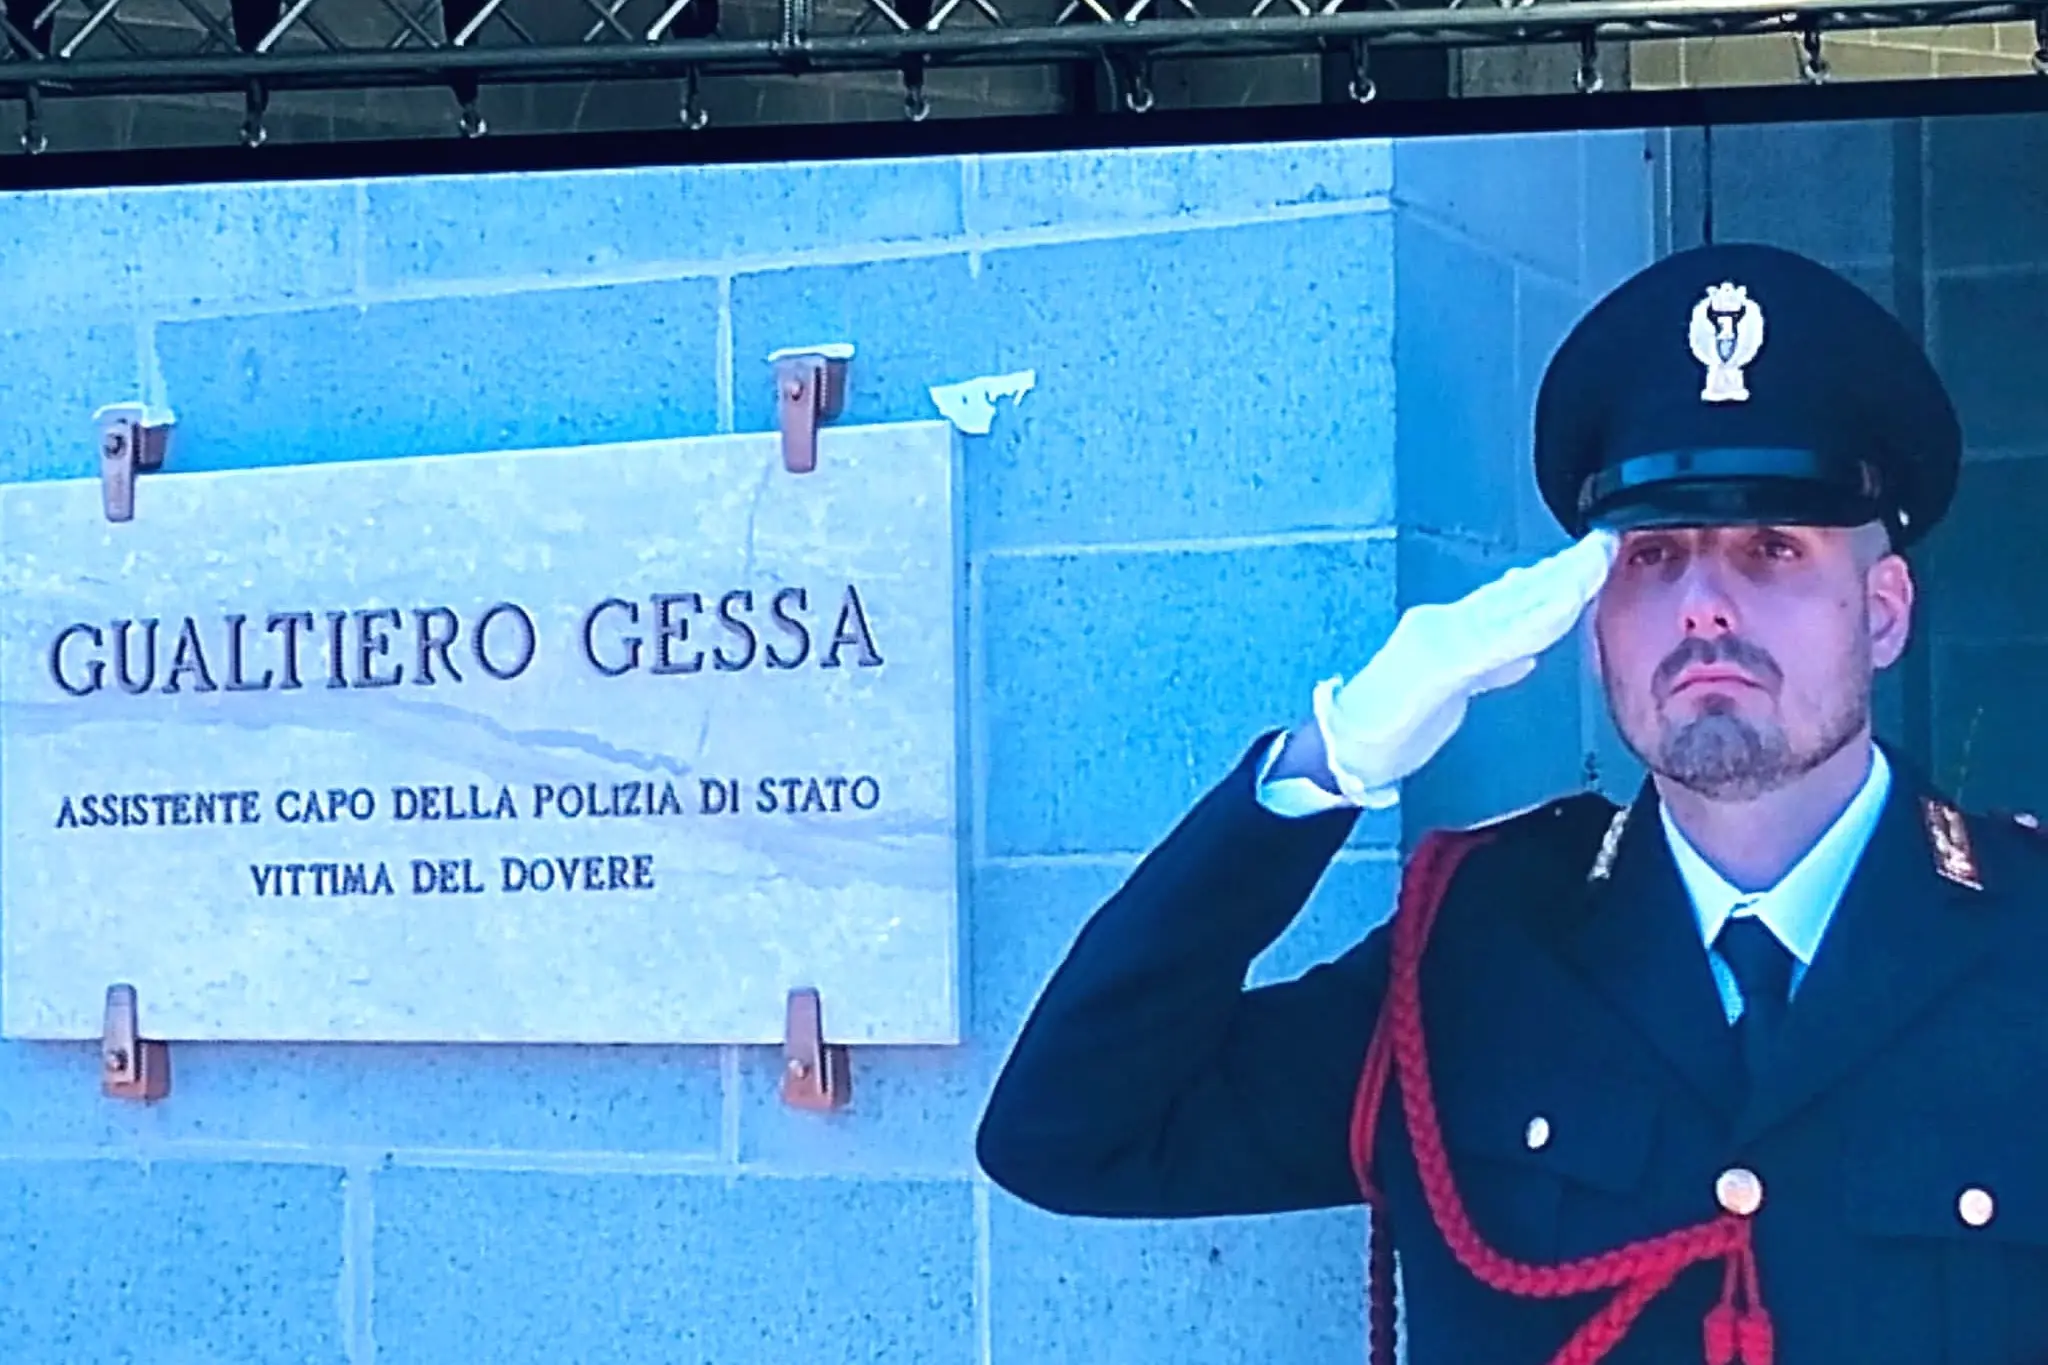 GUALTIERO GESSA
ASSISTENTE CAPO DELLA POLIZIA DI STATO
VITTIMA DEL DOVERE